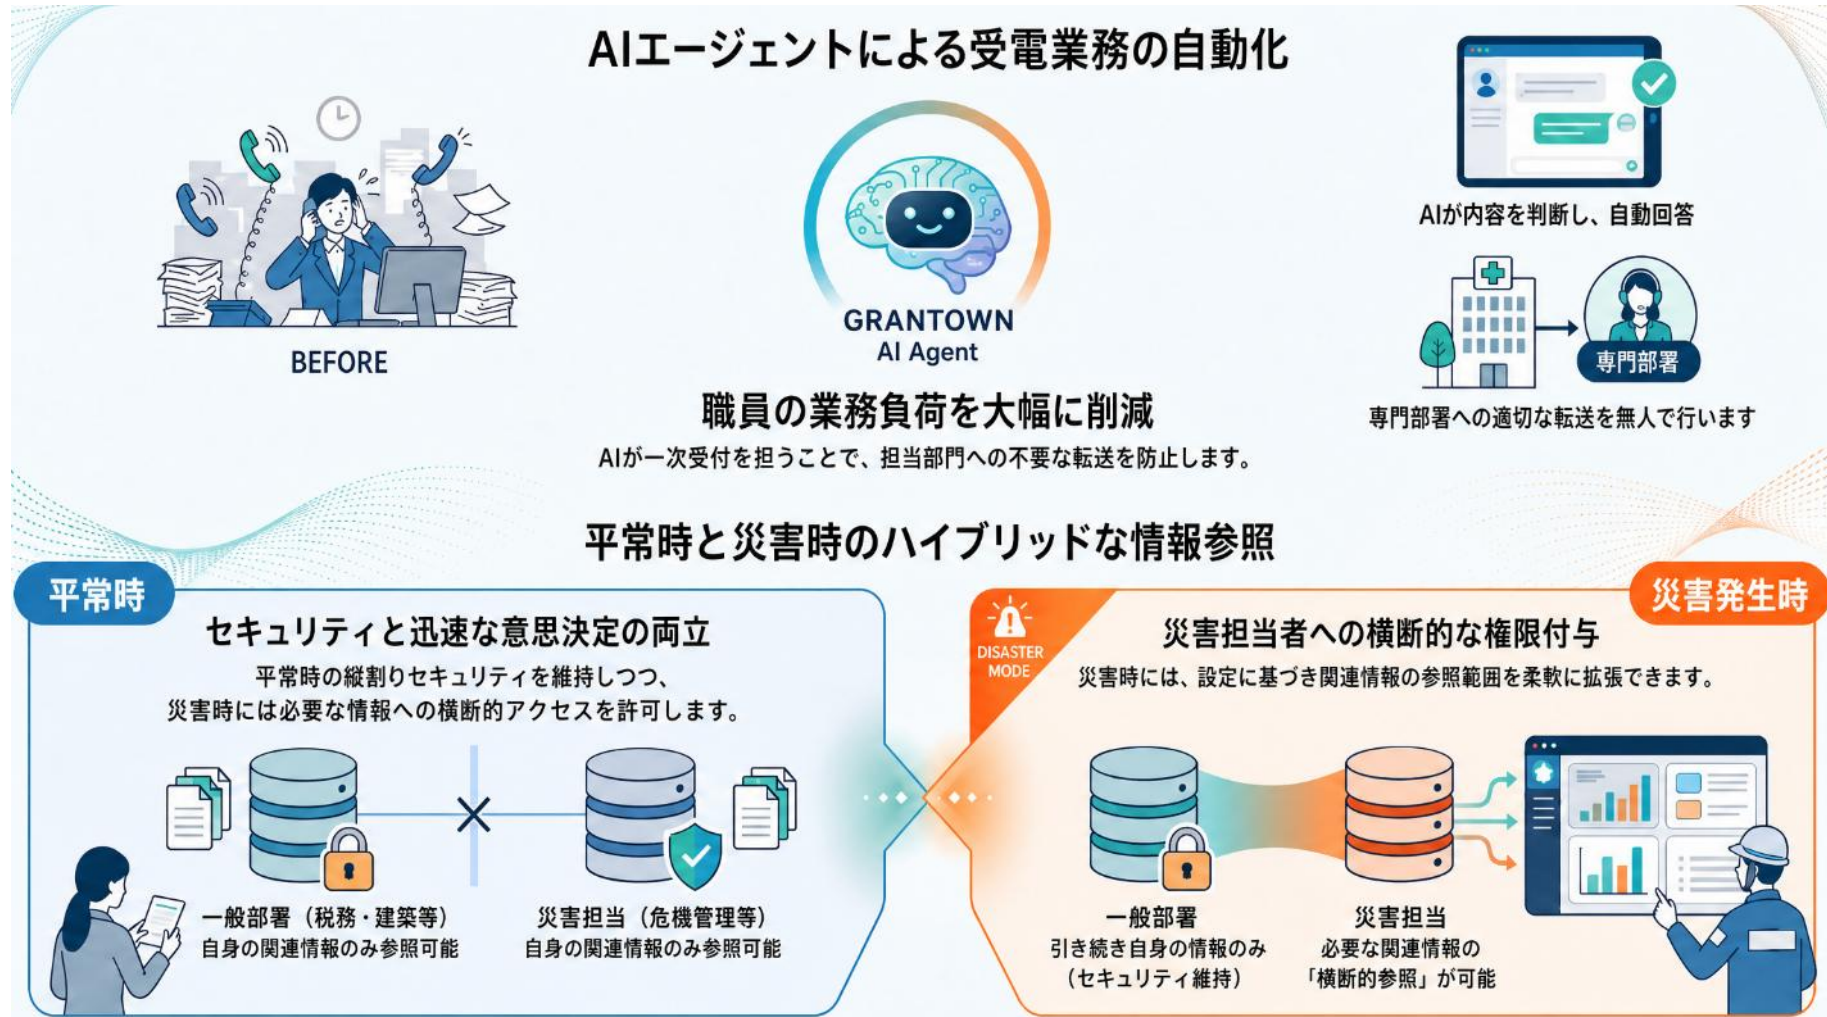 AIエージェントによる受電業務の自動化
BEFORE
GRANTOWN
AI Agent
職員の業務負荷を大幅に削減
AIが一次受付を担うことで、担当部門への不要な転送を防止します。
AIが内容を判断し、自動回答
専門部署
専門部署への適切な転送を無人で行います
平常時と災害時のハイブリッドな情報参照
平常時
セキュリティと迅速な意思決定の両立
平常時の縦割りセキュリティを維持しつつ、
災害時には必要な情報への横断的アクセスを許可します。
一般部署（税務・建築等）
自身の関連情報のみ参照可能
災害担当（危機管理等）
自身の関連情報のみ参照可能
災害発生時
DISASTER
MODE
災害担当者への横断的な権限付与
災害時には、設定に基づき関連情報の参照範囲を柔軟に拡張できます。
一般部署
引き続き自身の情報のみ
（セキュリティ維持）
災害担当
必要な関連情報の
「横断的参照」が可能